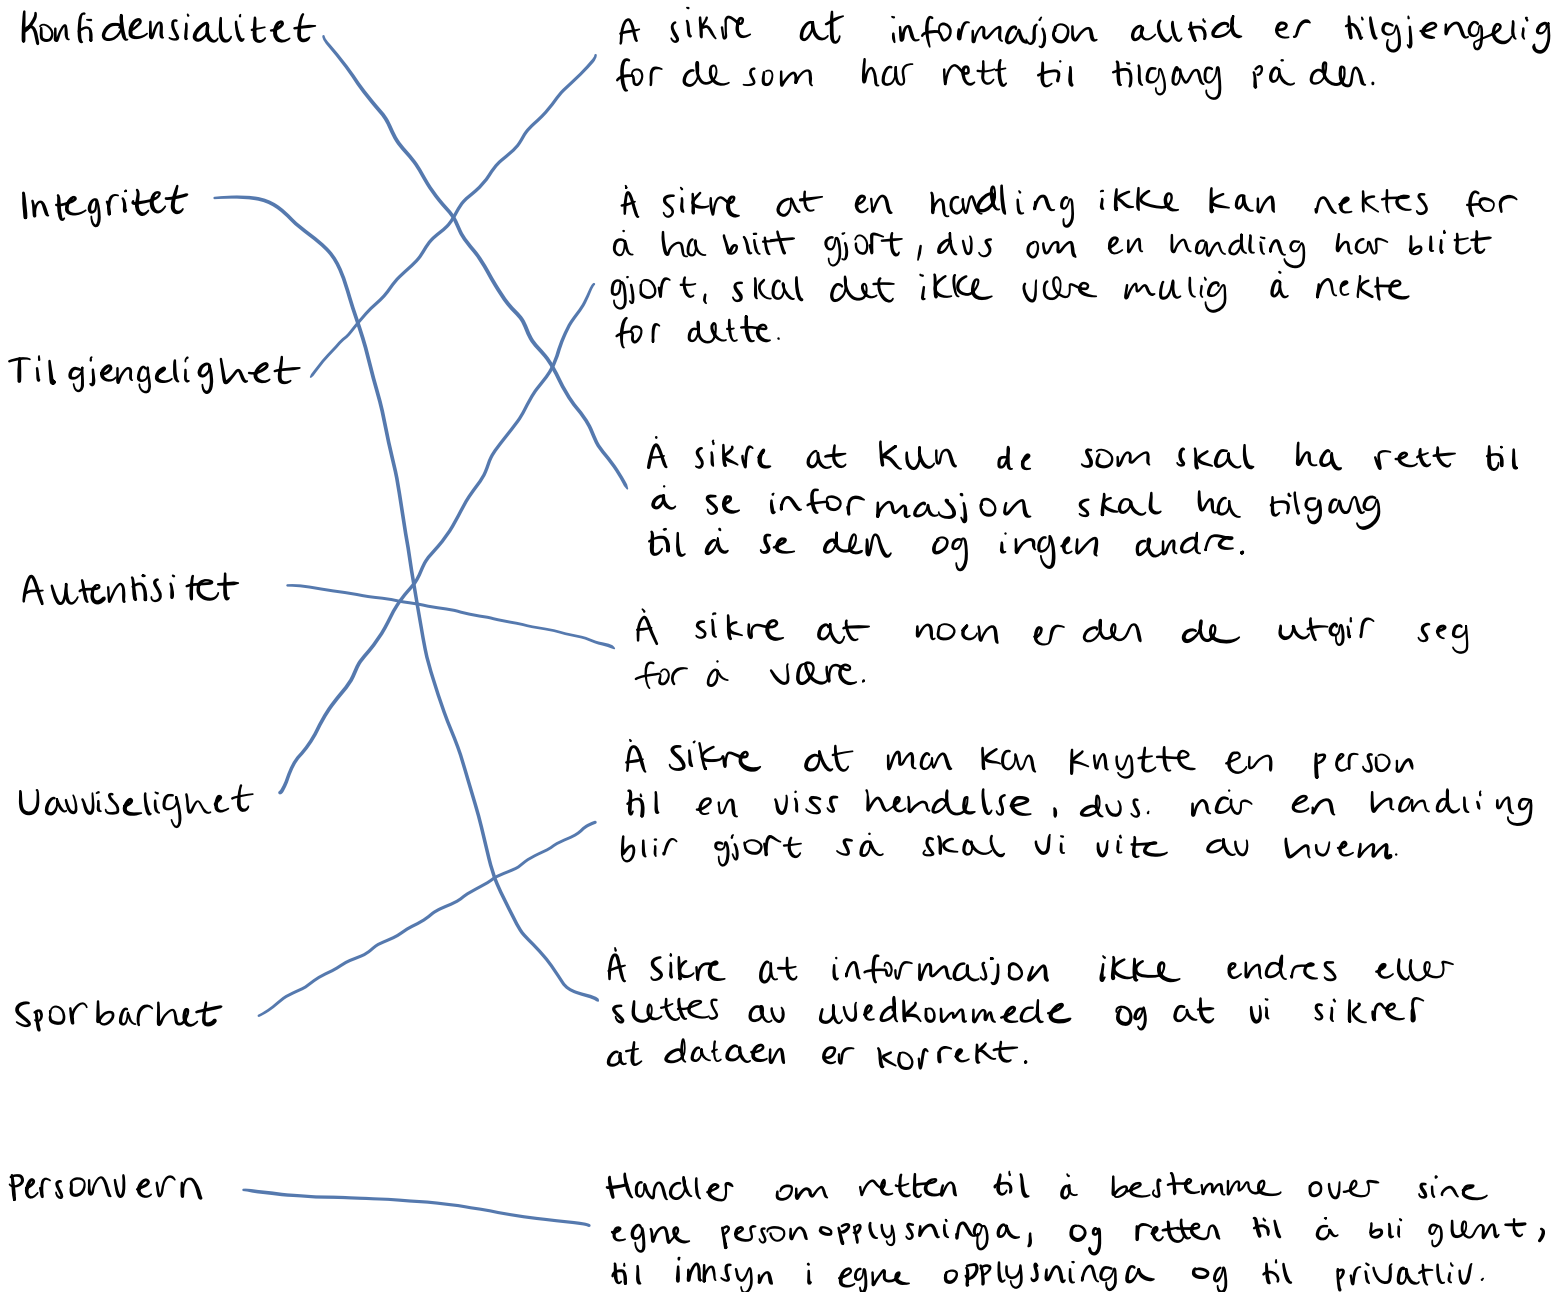 Konfidensialitet
Å sikre at informasjon alltid er tilgjengelig
for de som har rett til tilgang på den.
Integritet
Å sikre at en handling ikke kan nektes for
å ha blitt gjort, dvs om en handling har blitt
gjort, skal det ikke være mulig å nekte
for dette.
Tilgjengelighet
Å sikre at kun de som skal ha rett til
å se informasjon skal ha tilgang
til å se den og ingen andre.
Autentisitet
Å sikre at noen er den de utgir seg
for å være.
Uavviselighet
Å sikre at man kan knytte en person
til en viss hendelse, dvs. når en handling
blir gjort så skal vi vite av hvem.
Sporbarhet
Å sikre at informasjon ikke endres eller
slettes av uvedkommede og at vi sikrer
at dataen er korrekt.
Personvern
Handler om retten til å bestemme over sine
egne personopplysninga, og retten til å bli glemt,
til innsyn i egne opplysninga og til privatliv.